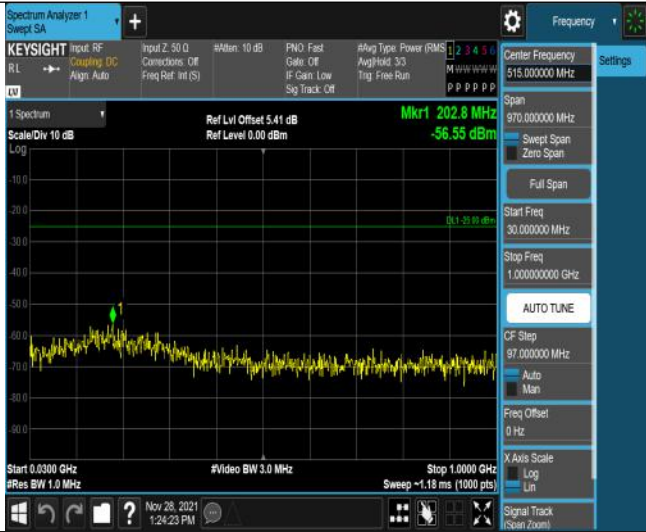 Spectrum Analyzer 1
Swept SA
+
Frequency
KEYSIGHT
Input: RF
Coupling: DC
Align: Auto
Input Z: 50 Ω
Corrections: Off
Freq Ref: Int (S)
#Atten: 10 dB
PNO: Fast
Gate: Off
IF Gain: Low
Sig Track: Off
#Avg Type: Power (RMS
Avg|Hold: 3/3
Trig: Free Run
1 2 3 4 5 6
M W W W W W
P P P P P P
R L
LV
1 Spectrum
Scale/Div 10 dB
Log
Ref Lvl Offset 5.41 dB
Ref Level 0.00 dBm
Mkr1 202.8 MHz
-56.55 dBm
-10.0
-20.0
DL1 -25.00 dBm
-30.0
-40.0
-50.0
1
-60.0
-70.0
-80.0
-90.0
Start 0.0300 GHz
#Res BW 1.0 MHz
#Video BW 3.0 MHz
Stop 1.0000 GHz
Sweep ~1.18 ms (1000 pts)
?
Nov 28, 2021
1:24:23 PM
Center Frequency
515.000000 MHz
Settings
Span
970.000000 MHz
Swept Span
Zero Span
Full Span
Start Freq
30.000000 MHz
Stop Freq
1.000000000 GHz
AUTO TUNE
CF Step
97.000000 MHz
Auto
Man
Freq Offset
0 Hz
X Axis Scale
Log
Lin
Signal Track
(Span Zoom)